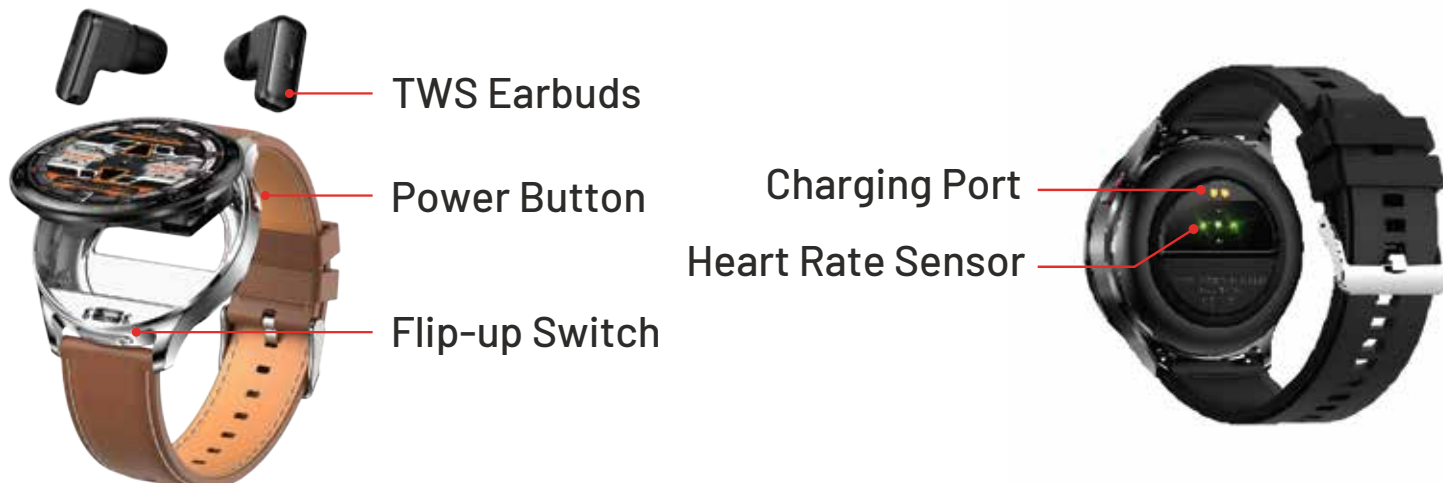 TWS Earbuds
Power Button
Flip-up Switch
Charging Port
Heart Rate Sensor